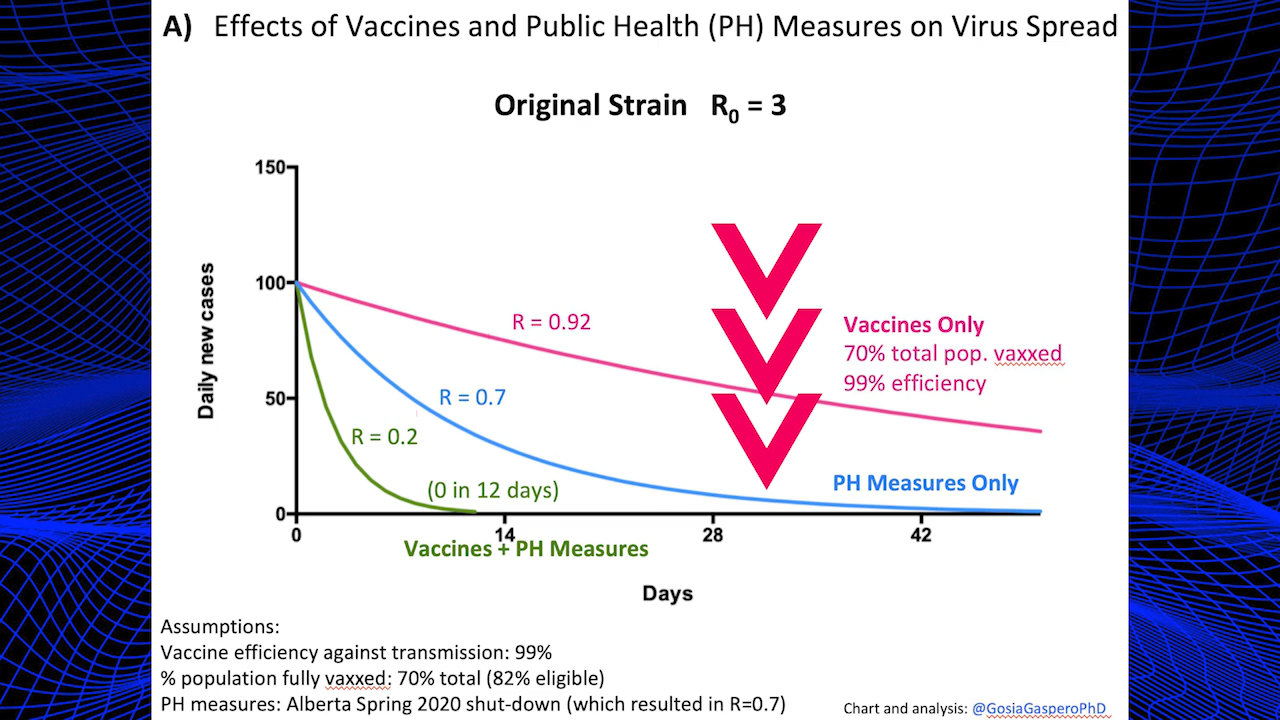 A) Effects of Vaccines and Public Health (PH) Measures on Virus Spread
Original Strain R0 = 3
150
100
50
0
Daily new cases
R = 0.92
R = 0.7
R = 0.2
(0 in 12 days)
Vaccines Only
70% total pop. vaxxed
99% efficiency
PH Measures Only
0
14
28
42
Vaccines + PH Measures
Days
Assumptions:
Vaccine efficiency against transmission: 99%
% population fully vaxxed: 70% total (82% eligible)
PH measures: Alberta Spring 2020 shut-down (which resulted in R=0.7)
Chart and analysis: @GosiaGasperoPhD